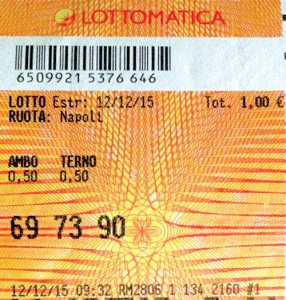 LOTTOMATICA
6509921 5376 646
LOTTO Estr: 12/12/15 Tot. 1,00 €
RUOTA: Napoli
AMBO TERNO
0,50 0,50
69 73 90
12/12/15 09:32 RM2806 1 134 2160 #1